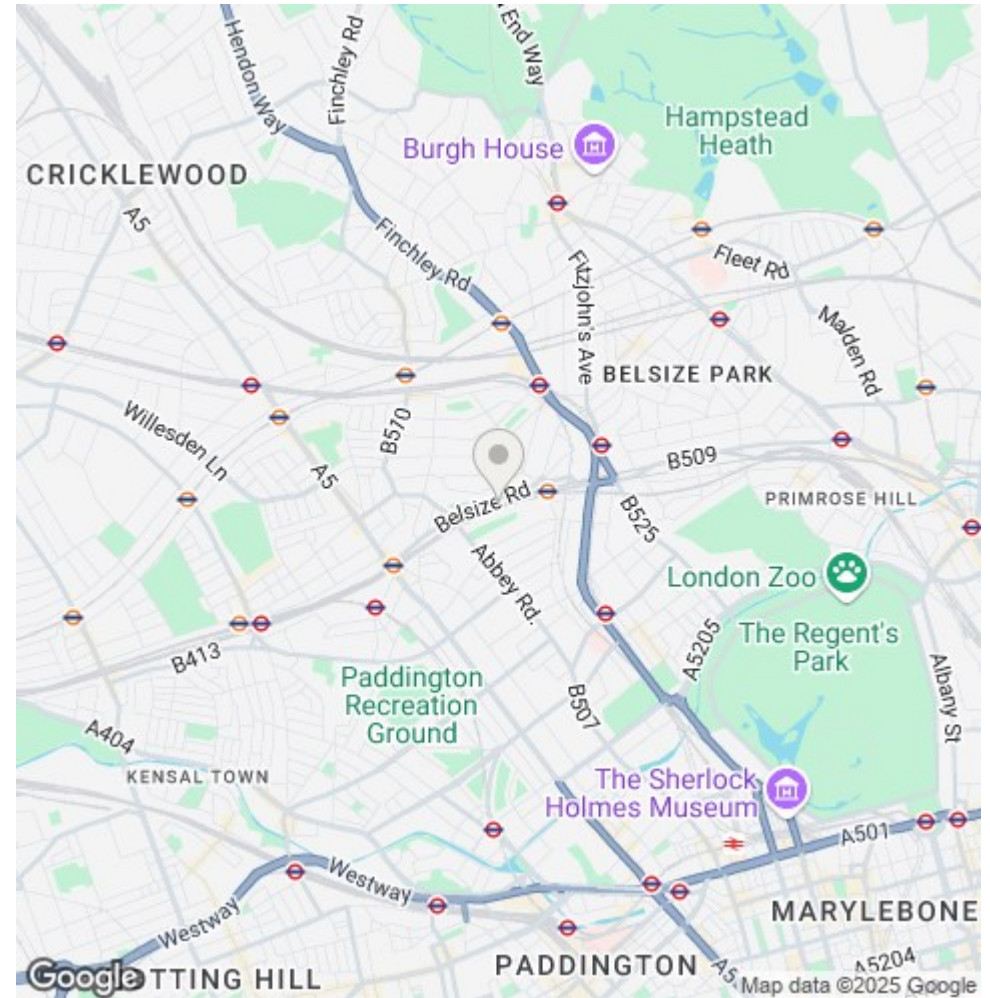 Hendon Way
Finchley Rd
End Way
Hampstead
Heath
Burgh House
CRICKLEWOOD
A5
Finchley Rd
Fitzjohn's Ave
Fleet Rd
Malden Rd
BELSIZE PARK
Willesden Ln
B570
A5
B509
Belsize Rd
B525
PRIMROSE HILL
Abbey Rd.
London Zoo
A5205
The Regent's
Park
B413
Paddington
Recreation
Ground
B507
Albany St
A404
KENSAL TOWN
The Sherlock
Holmes Museum
A501
Westway
Westway
MARYLEBONE
PADDINGTON
A5204
A5
Google
OTTING HILL
Map data ©2025 Google